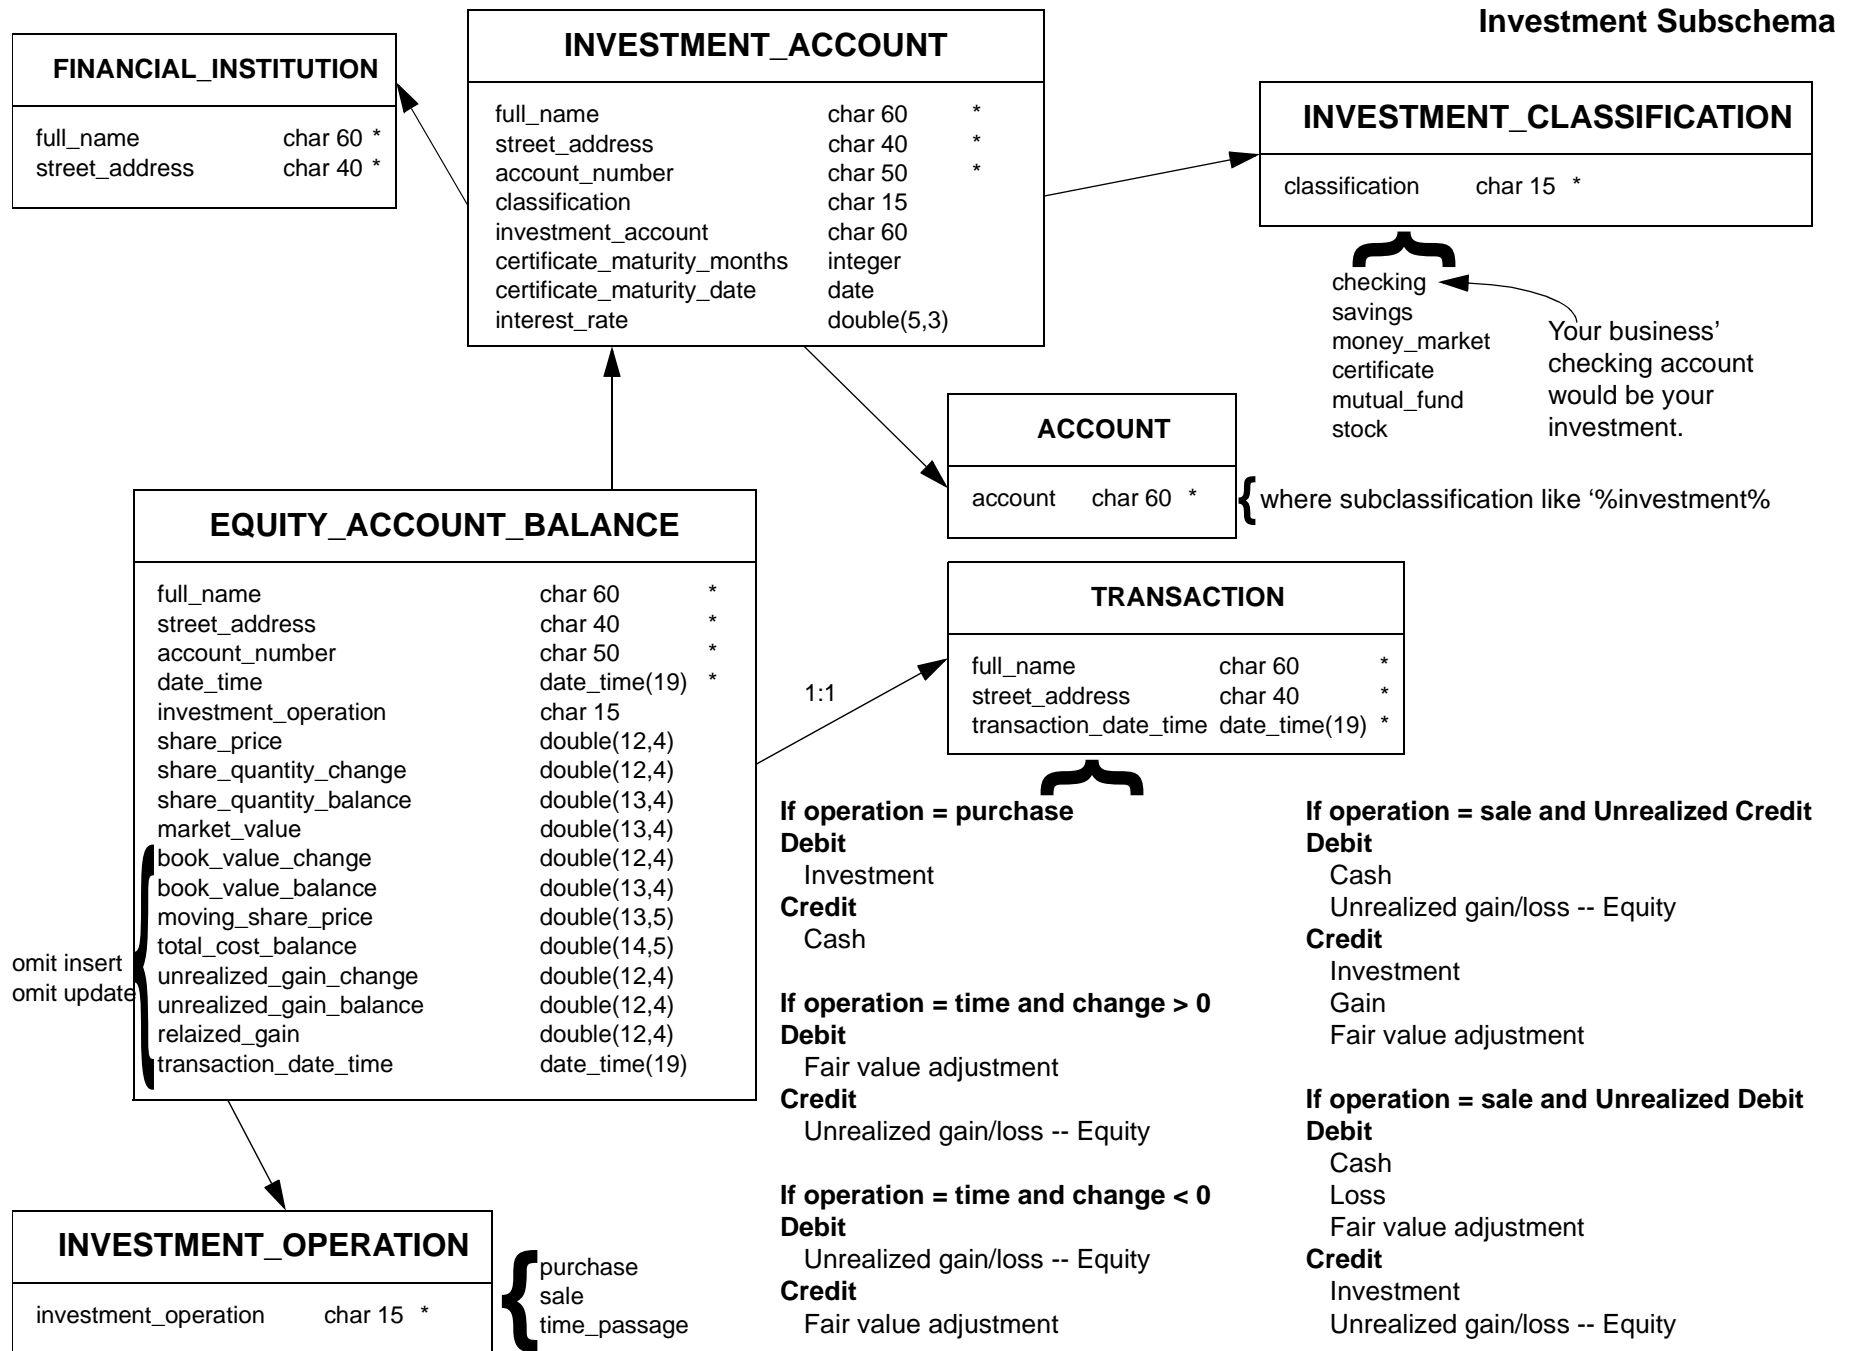 Investment Subschema
FINANCIAL_INSTITUTION
full_name char 60 *
street_address char 40 *
INVESTMENT_ACCOUNT
full_name char 60 *
street_address char 40 *
account_number char 50 *
classification char 15
investment_account char 60
certificate_maturity_months integer
certificate_maturity_date date
interest_rate double(5,3)
INVESTMENT_CLASSIFICATION
classification char 15 *
checking
savings
money_market
certificate
mutual_fund
stock
Your business’
checking account
would be your
investment.
ACCOUNT
account char 60 *
where subclassification like ‘%investment%
EQUITY_ACCOUNT_BALANCE
full_name char 60 *
street_address char 40 *
account_number char 50 *
date_time date_time(19) *
investment_operation char 15
share_price double(12,4)
share_quantity_change double(12,4)
share_quantity_balance double(13,4)
market_value double(13,4)
book_value_change double(12,4)
book_value_balance double(13,4)
moving_share_price double(13,5)
total_cost_balance double(14,5)
unrealized_gain_change double(12,4)
unrealized_gain_balance double(12,4)
relaized_gain double(12,4)
transaction_date_time date_time(19)
omit insert
omit update
1:1
TRANSACTION
full_name char 60 *
street_address char 40 *
transaction_date_time date_time(19) *
If operation = purchase
Debit
Investment
Credit
Cash
If operation = time and change > 0
Debit
Fair value adjustment
Credit
Unrealized gain/loss -- Equity
If operation = time and change < 0
Debit
Unrealized gain/loss -- Equity
Credit
Fair value adjustment
If operation = sale and Unrealized Credit
Debit
Cash
Unrealized gain/loss -- Equity
Credit
Investment
Gain
Fair value adjustment
If operation = sale and Unrealized Debit
Debit
Cash
Loss
Fair value adjustment
Credit
Investment
Unrealized gain/loss -- Equity
INVESTMENT_OPERATION
investment_operation char 15 *
purchase
sale
time_passage